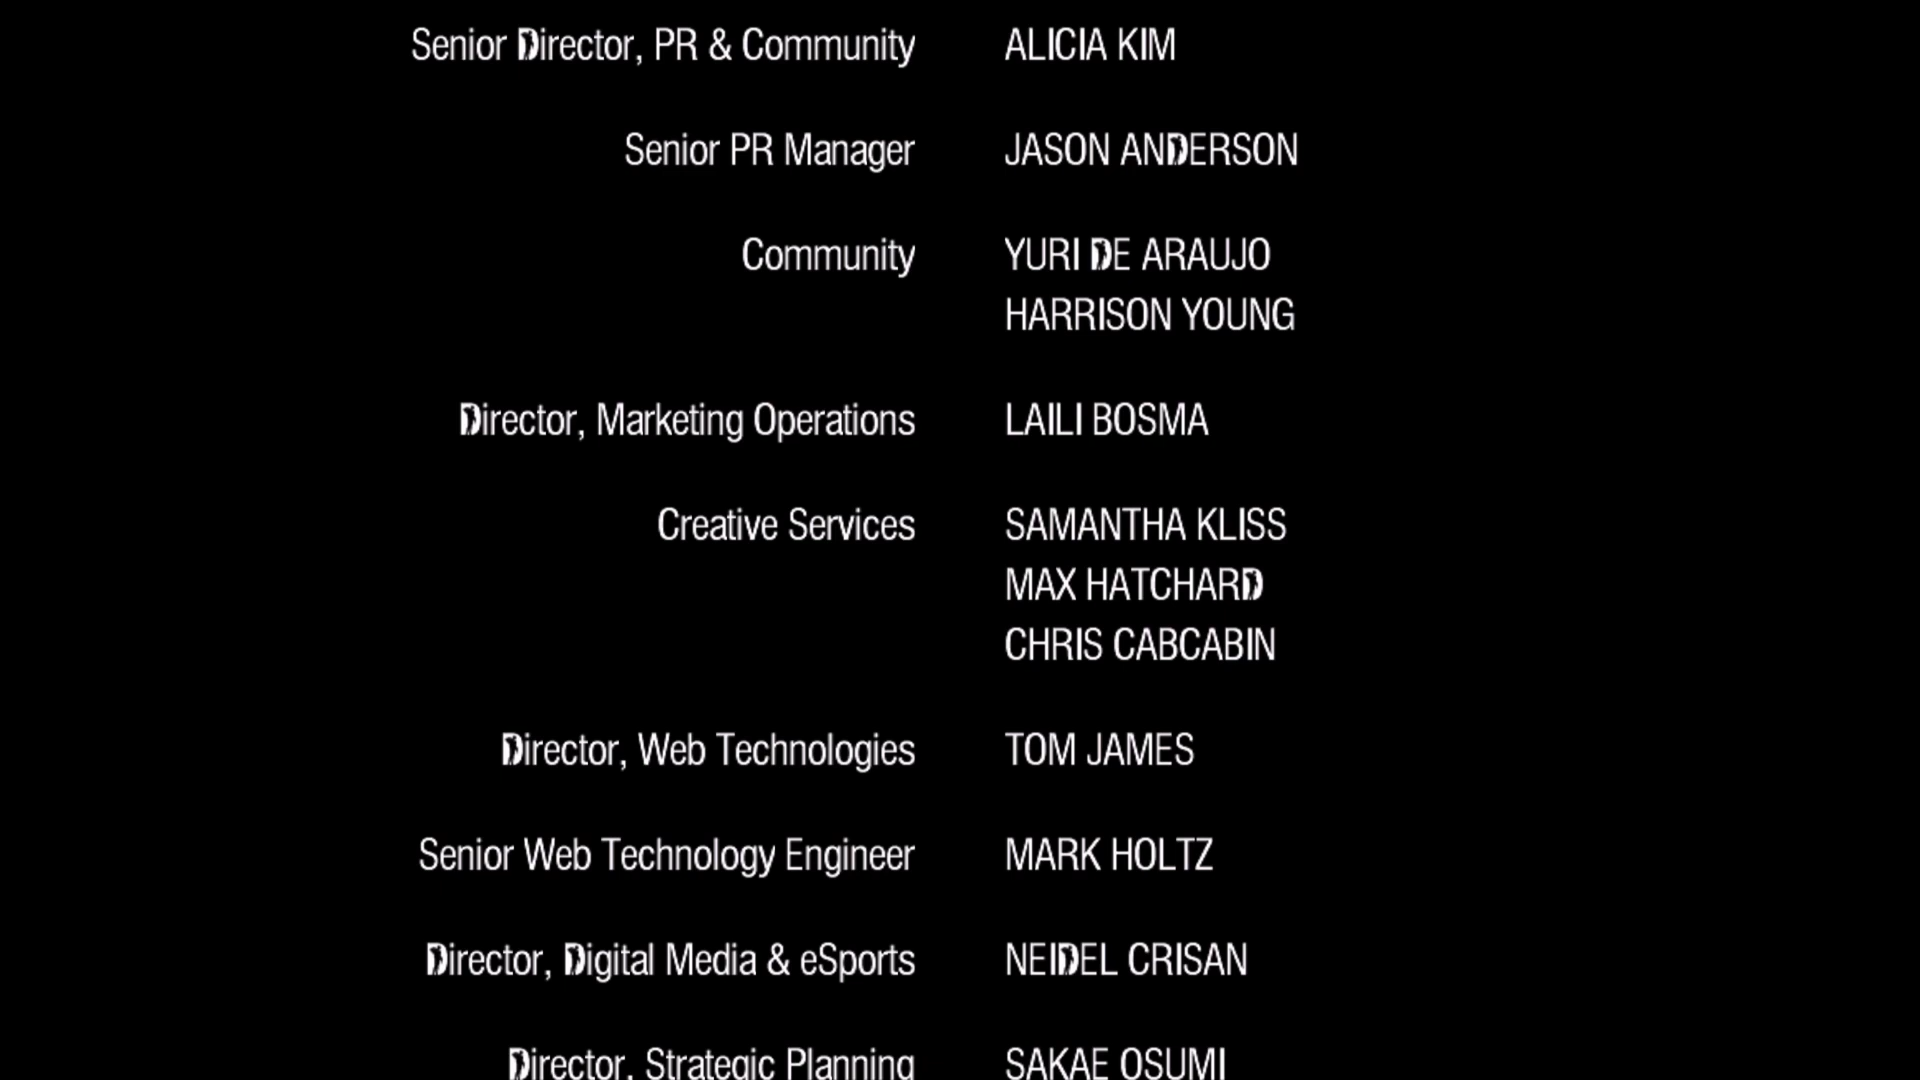 Senior Director, PR & Community ALICIA KIM
Senior PR Manager JASON ANDERSON
Community YURI DE ARAUJO
HARRISON YOUNG
Director, Marketing Operations LAILI BOSMA
Creative Services SAMANTHA KLISS
MAX HATCHARD
CHRIS CABCABIN
Director, Web Technologies TOM JAMES
Senior Web Technology Engineer MARK HOLTZ
Director, Digital Media & eSports NEIDEL CRISAN
Director, Strategic Planning SAKAE OSUMI